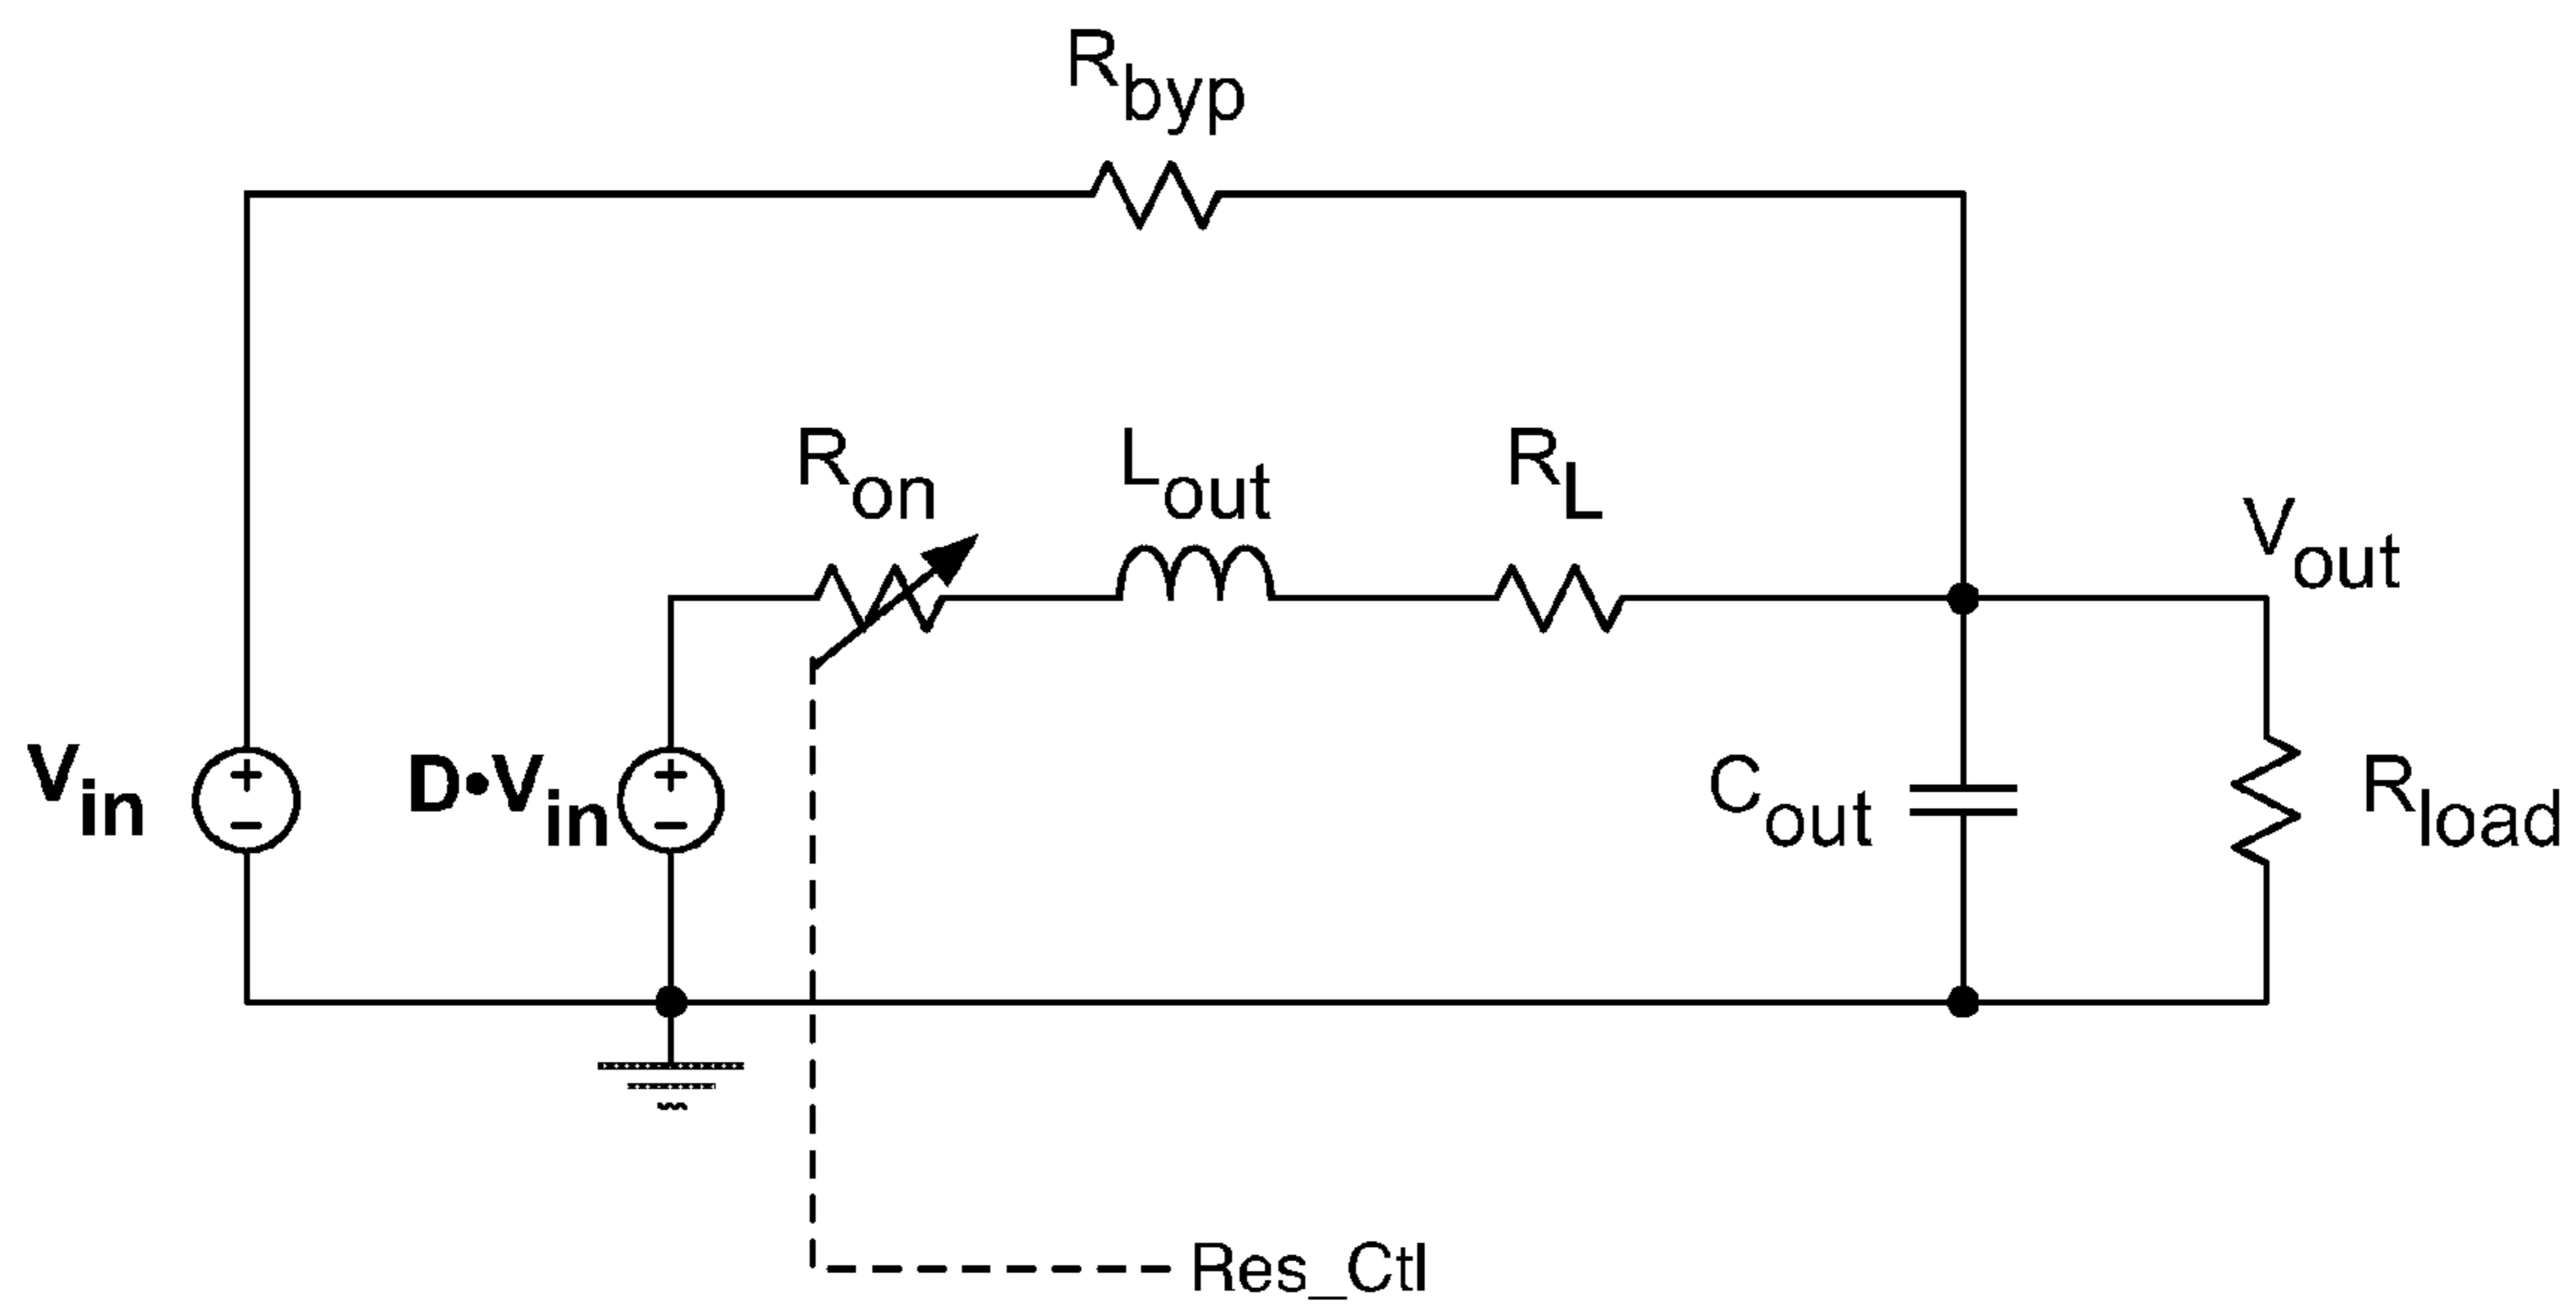 Rbyp
Ron
Lout
RL
Vout
Vin
D•Vin
Cout
Rload
Res_Ctl